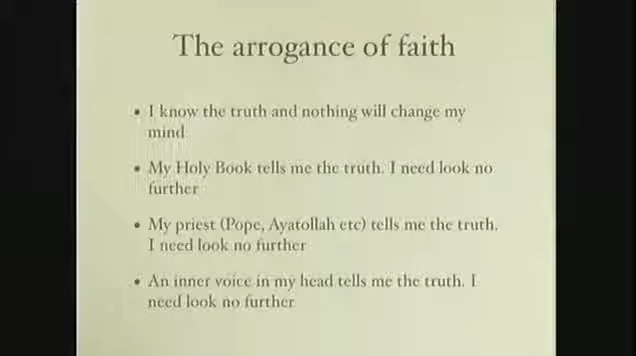 The arrogance of faith
• I know the truth and nothing will change my
mind
• My Holy Book tells me the truth. I need look no
further
• My priest (Pope, Ayatollah etc) tells me the truth.
I need look no further
• An inner voice in my head tells me the truth. I
need look no further